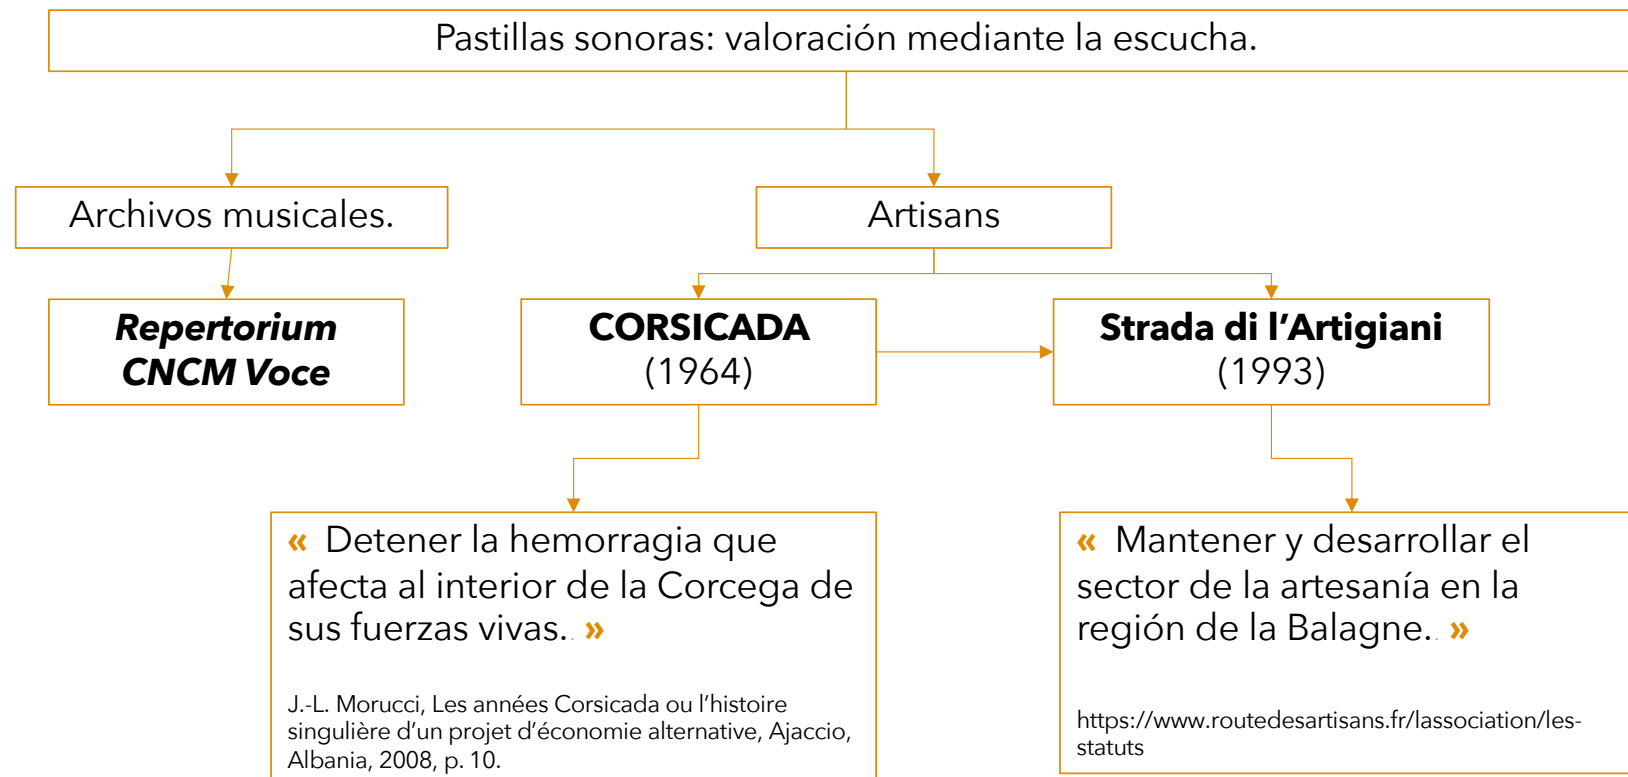 Pastillas sonoras: valoración mediante la escucha.
Archivos musicales.
Artisans
Repertorium
CNCM Voce
CORSICADA
(1964)
Strada di l'Artigiani
(1993)
« Detener la hemorragia que
afecta al interior de la Corcega de
sus fuerzas vivas. . »
J.-L. Morucci, Les années Corsicada ou l'histoire
singulière d'un projet d'économie alternative, Ajaccio,
Albania, 2008, p. 10.
« Mantener y desarrollar el
sector de la artesanía en la
región de la Balagne. . »
https://www.routedesartisans.fr/lassociation/les-
statuts